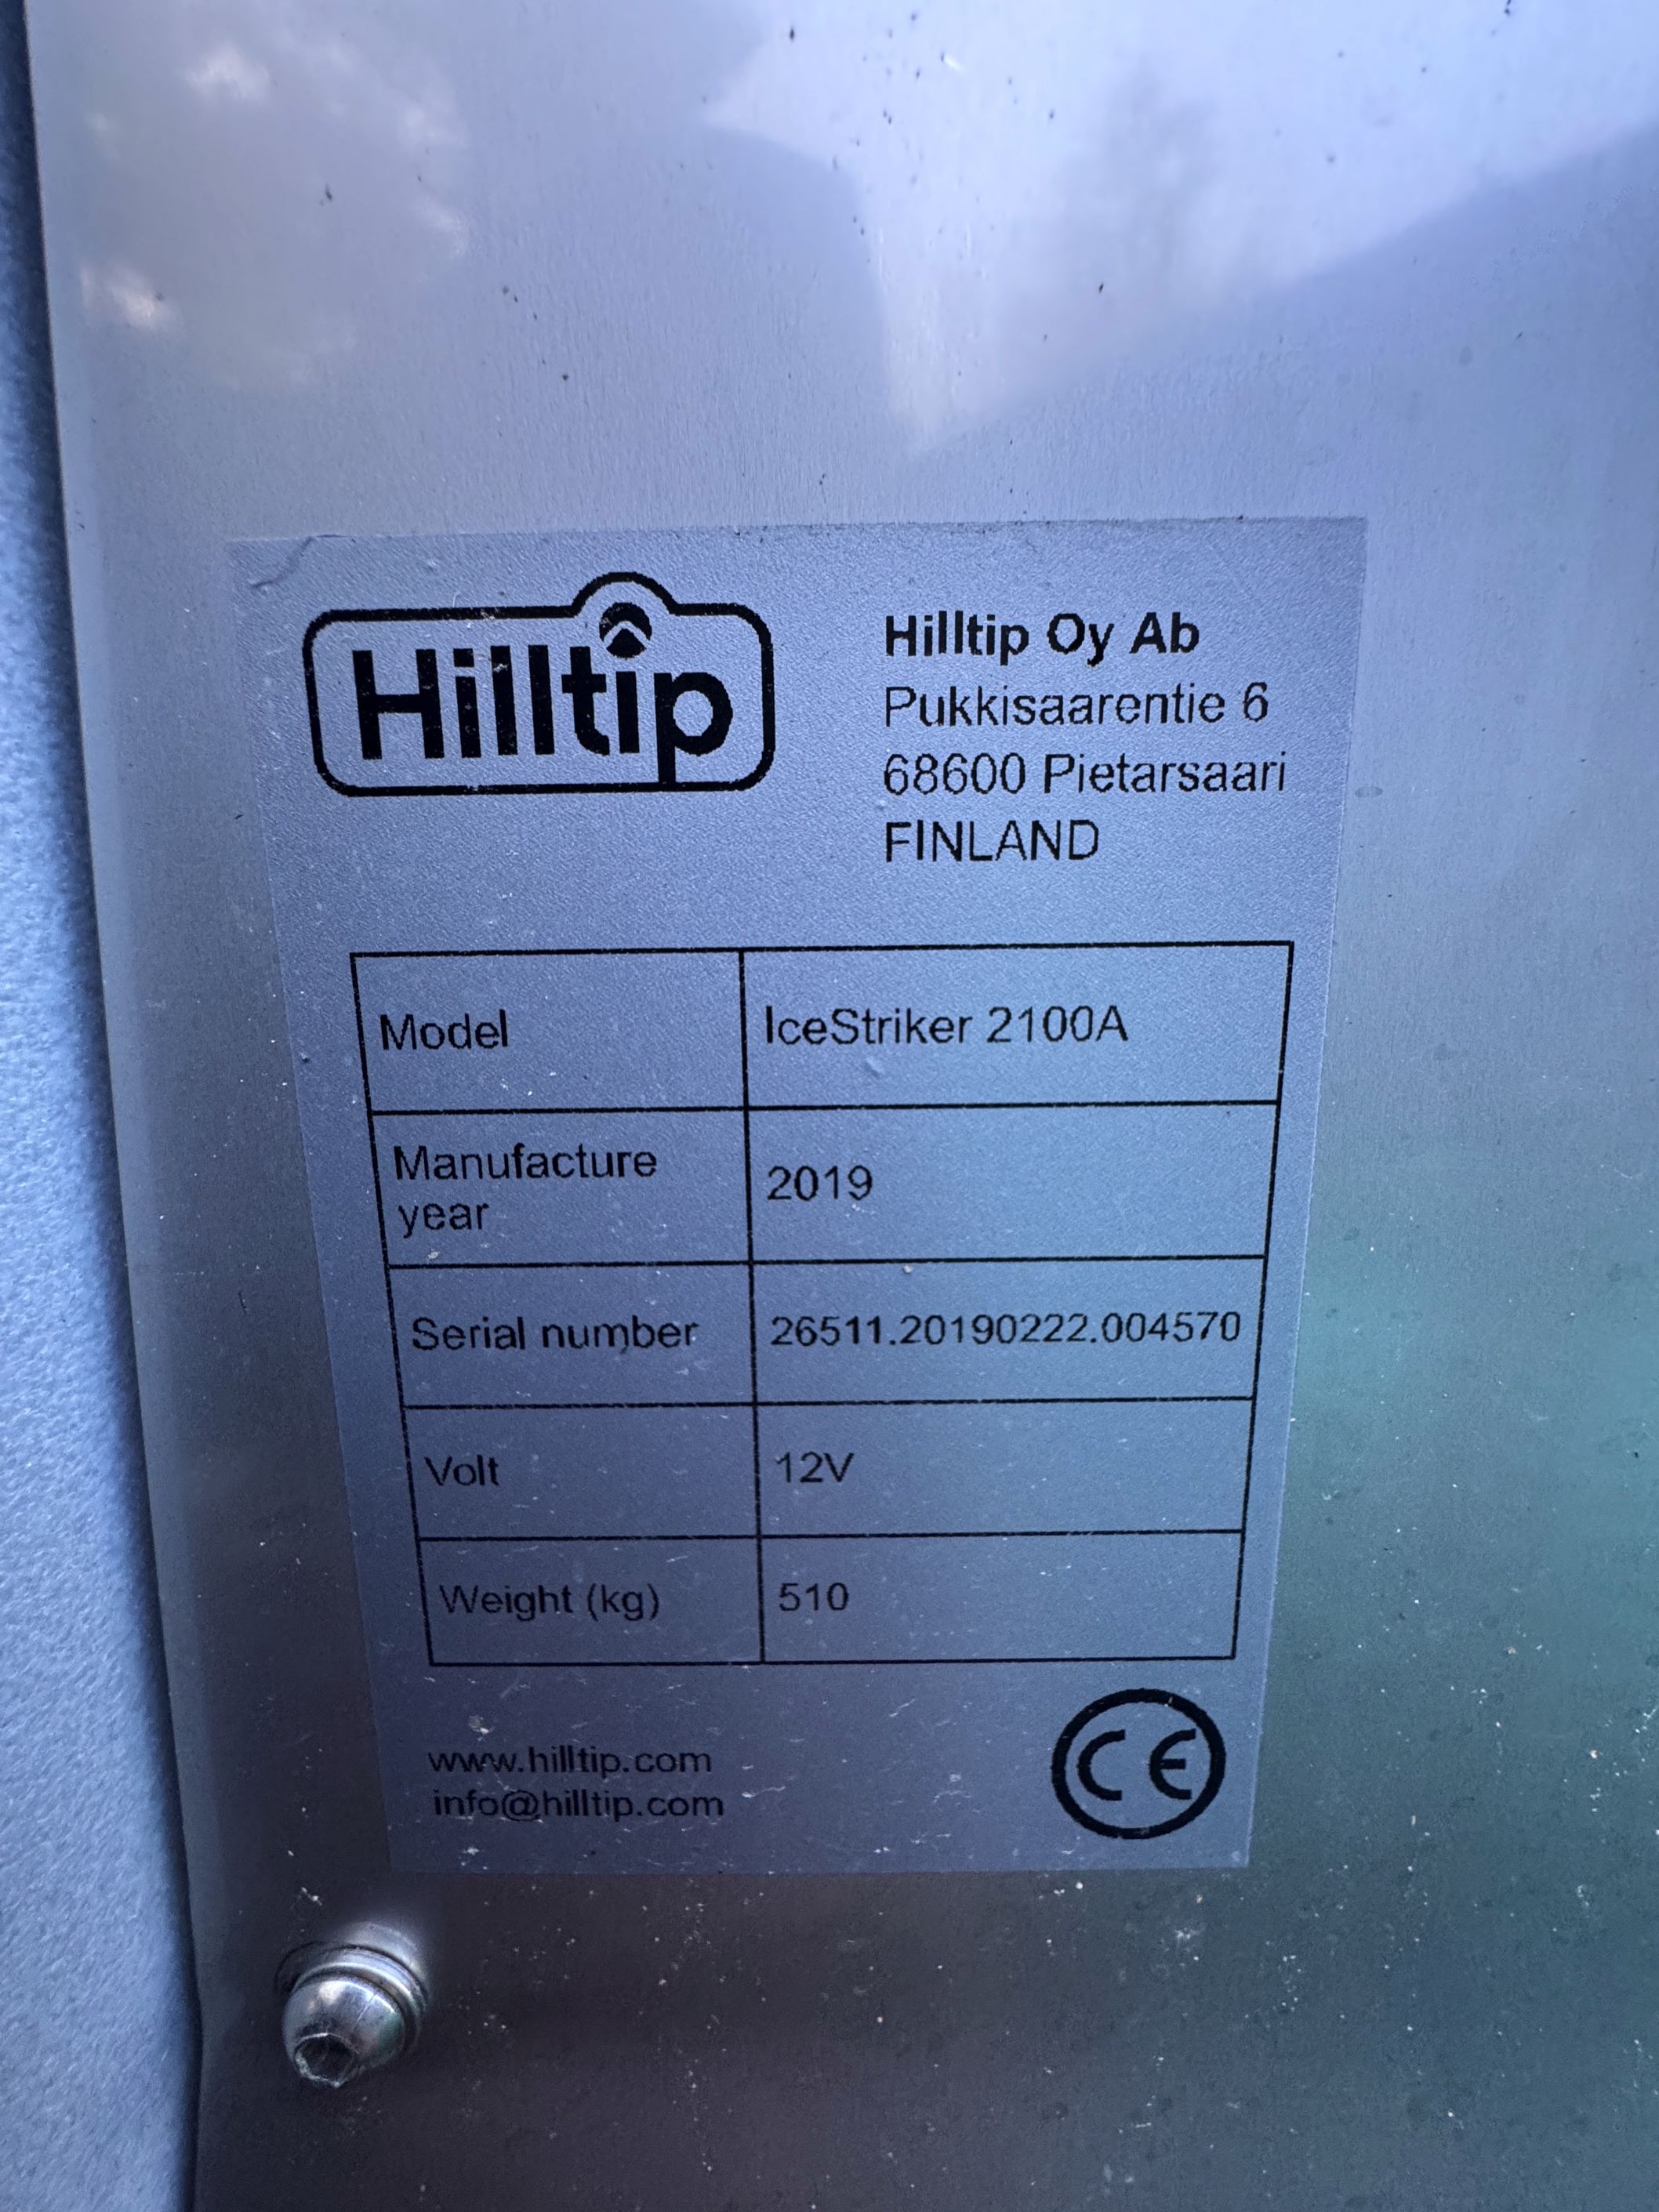 Hilltip
Hilltip Oy Ab
Pukkisaarentie 6
68600 Pietarsaari
FINLAND
Model IceStriker 2100A
Manufacture
year 2019
Serial number 26511.20190222.004570
Volt 12V
Weight (kg) 510
www.hilltip.com
info@hilltip.com
CE